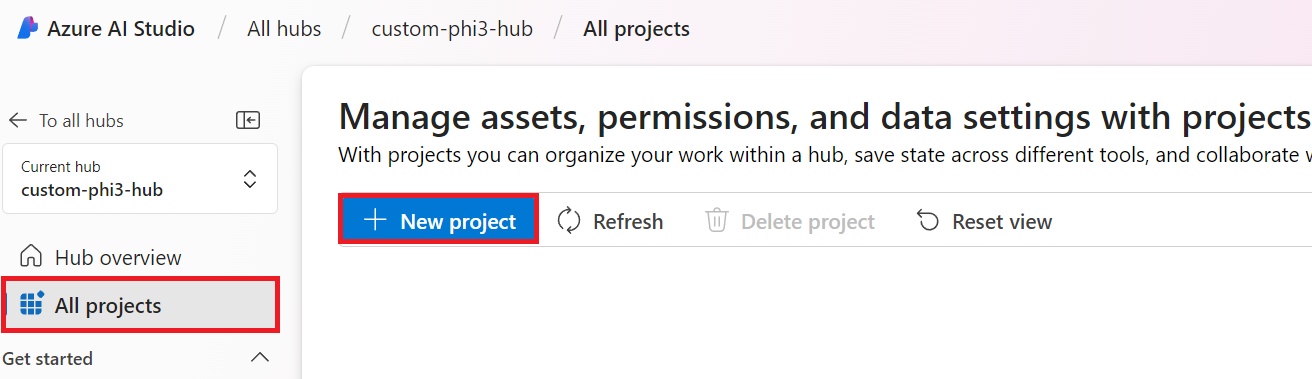 Azure AI Studio / All hubs / custom-phi3-hub / All projects
To all hubs
Current hub
custom-phi3-hub
Hub overview
All projects
Get started
Manage assets, permissions, and data settings with projects
With projects you can organize your work within a hub, save state across different tools, and collaborate
New project Refresh Delete project Reset view